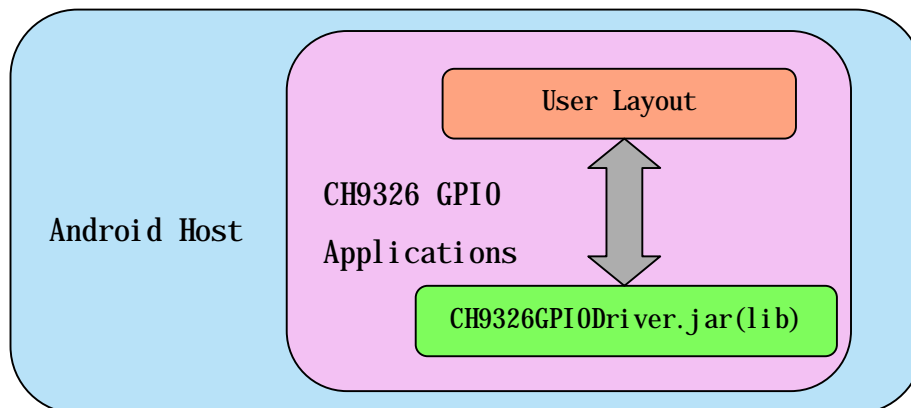 User Layout
CH9326 GPIO
Applications
Android Host
CH9326GPIODriver.jar(lib)